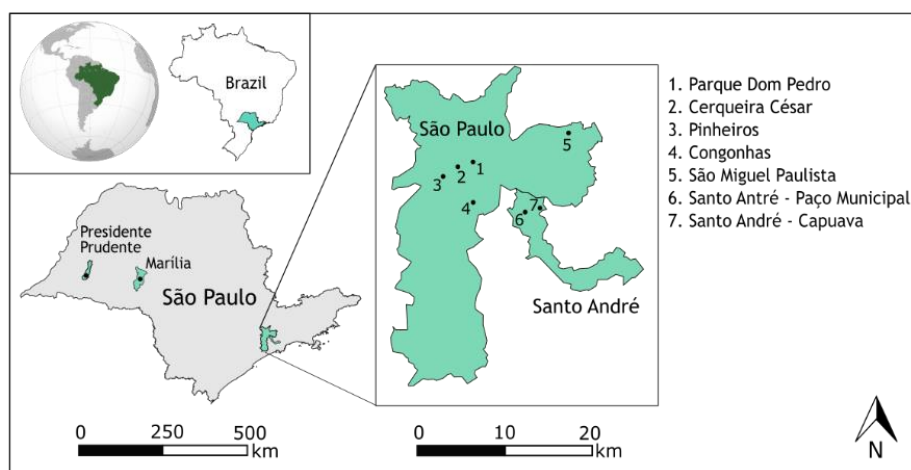 Brazil
São Paulo
1
2
3
4
5
6
7
Santo André
1. Parque Dom Pedro
2. Cerqueira César
3. Pinheiros
4. Congonhas
5. São Miguel Paulista
6. Santo Antré - Paço Municipal
7. Santo André - Capuava
Presidente
Prudente
Marília
São Paulo
0 250 500
km
0 10 20
km
N